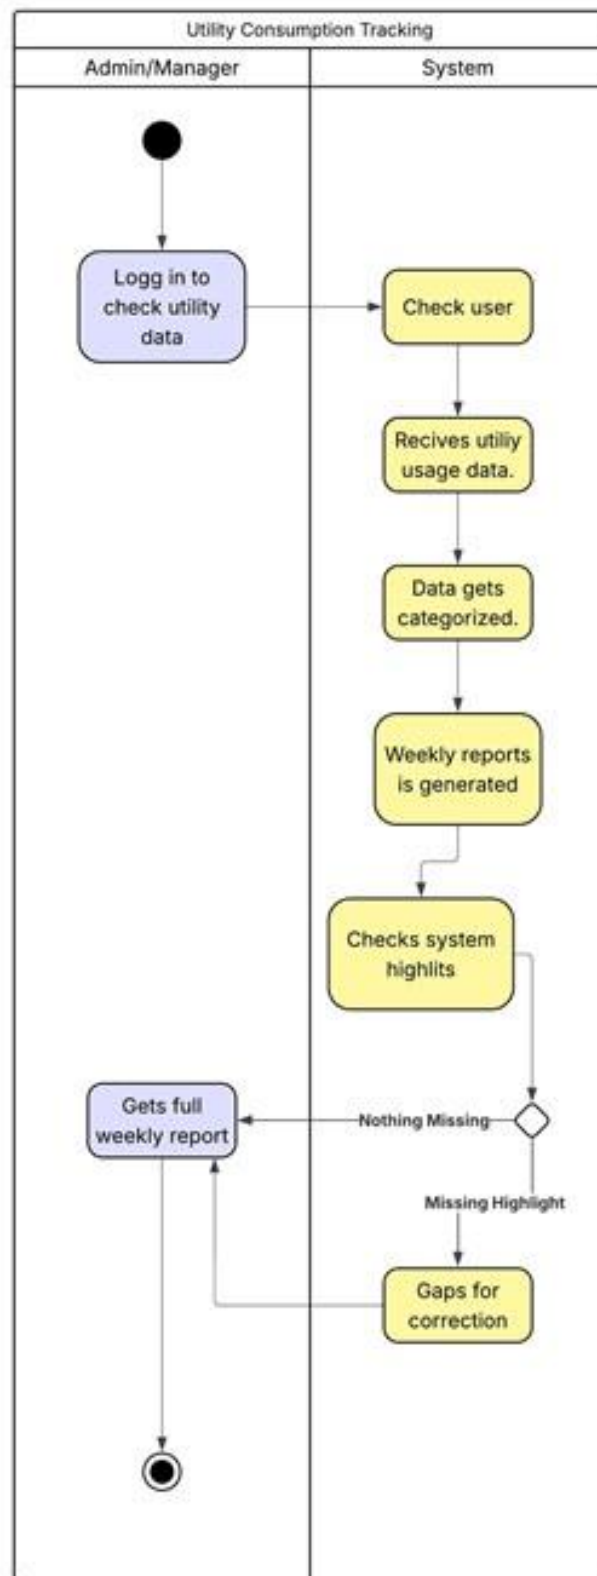 Utility Consumption Tracking
Admin/Manager
System
Logg in to
check utility
data
Check user
Recives utiliy
usage data.
Data gets
categorized.
Weekly reports
is generated
Checks system
highlits
Gets full
weekly report
Nothing Missing
Missing Highlight
Gaps for
correction